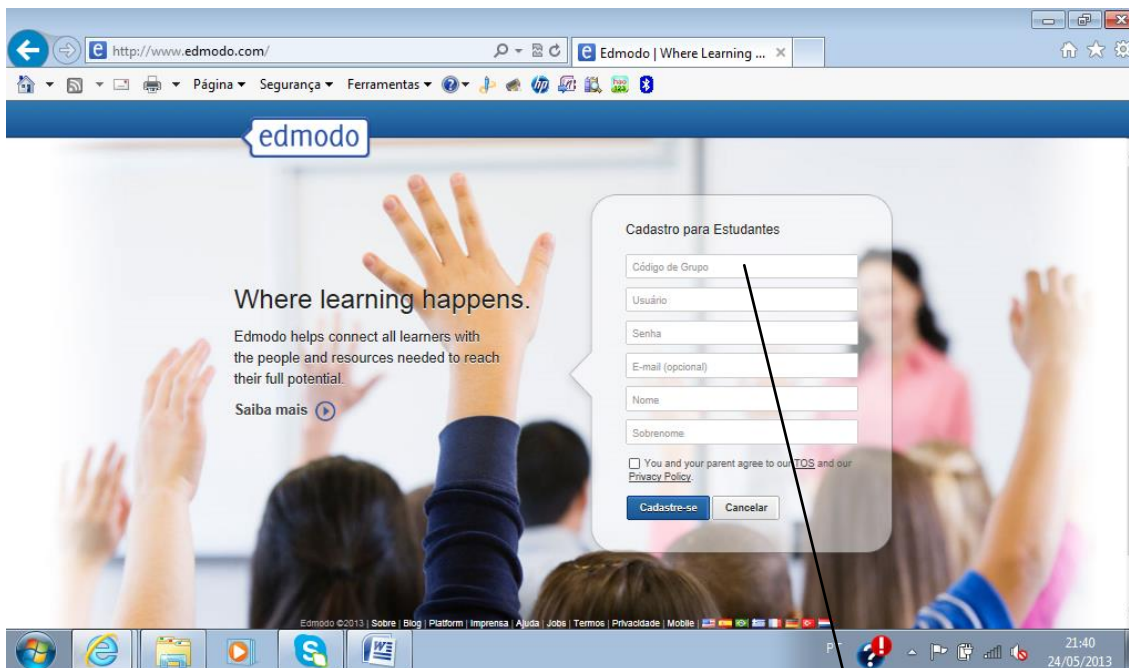 http://www.edmodo.com/
Edmodo | Where Learning ...
Página Segurança Ferramentas
edmodo
Where learning happens.
Edmodo helps connect all learners with
the people and resources needed to reach
their full potential.
Saiba mais
Cadastro para Estudantes
Código de Grupo
Usuário
Senha
E-mail (opcional)
Nome
Sobrenome
You and your parent agree to our TOS and our
Privacy Policy.
Cadastre-se Cancelar
Edmodo ©2013 | Sobre | Blog | Platform | Imprensa | Ajuda | Jobs | Termos | Privacidade | Mobile |
21:40
24/05/2013